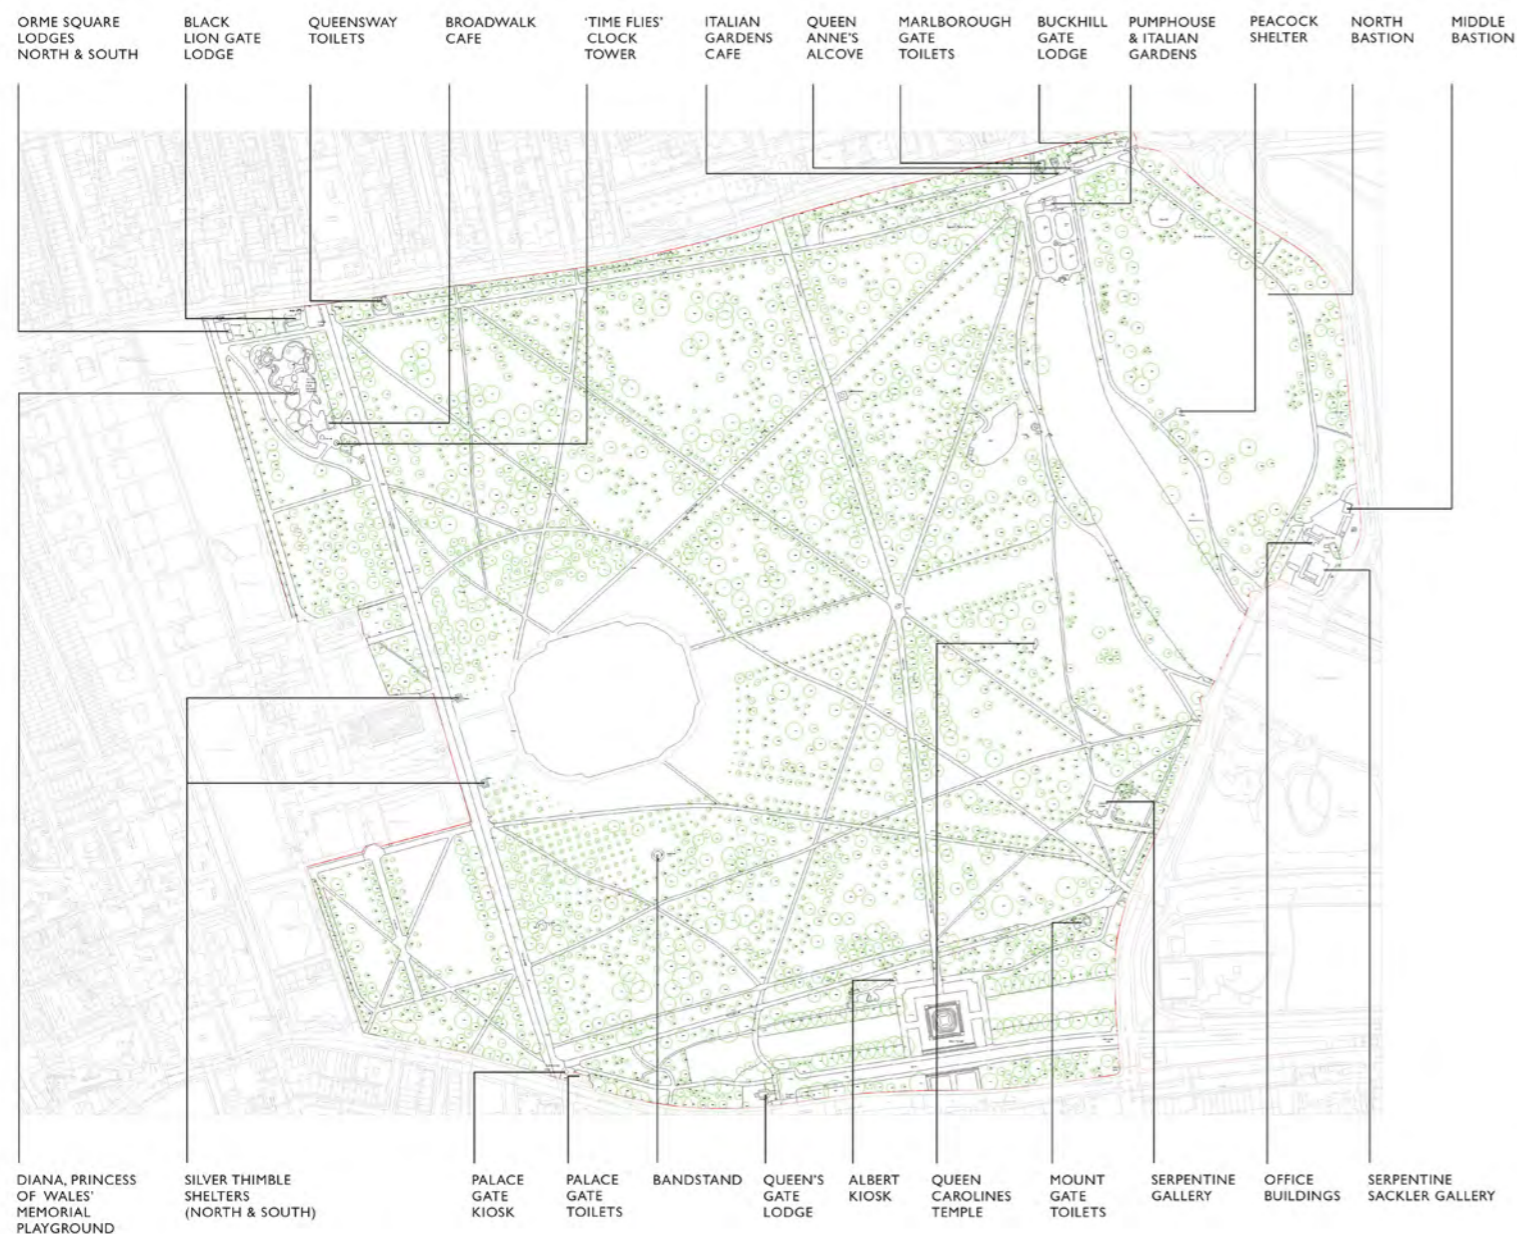 ORME SQUARE
LODGES
NORTH & SOUTH
BLACK
LION GATE
LODGE
QUEENSWAY
TOILETS
BROADWALK
CAFE
'TIME FLIES'
CLOCK
TOWER
ITALIAN
GARDENS
CAFE
QUEEN
ANNE'S
ALCOVE
MARLBOROUGH
GATE
TOILETS
BUCKHILL
GATE
LODGE
PUMPHOUSE
& ITALIAN
GARDENS
PEACOCK
SHELTER
NORTH
BASTION
MIDDLE
BASTION
DIANA, PRINCESS
OF WALES'
MEMORIAL
PLAYGROUND
SILVER THIMBLE
SHELTERS
(NORTH & SOUTH)
PALACE
GATE
KIOSK
PALACE
GATE
TOILETS
BANDSTAND
QUEEN'S
GATE
LODGE
ALBERT
KIOSK
QUEEN
CAROLINES
TEMPLE
MOUNT
GATE
TOILETS
SERPENTINE
GALLERY
OFFICE
BUILDINGS
SERPENTINE
SACKLER GALLERY